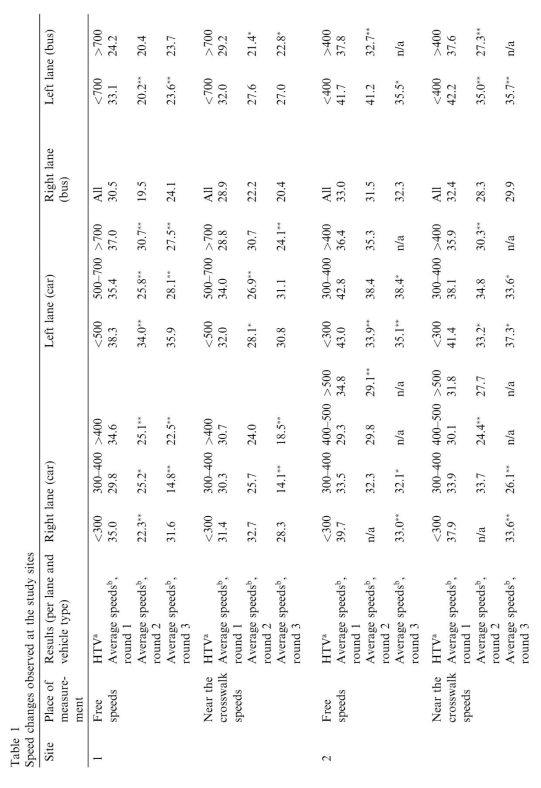 Table 1
Speed changes observed at the study sites
Site Place of measure-ment Results (per lane and vehicle type) Right lane (car) Left lane (car) Right lane (bus) Left lane (bus)
1 Free speeds HTVᵃ <300 300–400 >400 <500 500–700 >700 All <700 >700
Average speedsᵇ, round 1 35.0 29.8 34.6 38.3 35.4 37.0 30.5 33.1 24.2
Average speedsᵇ, round 2 22.3** 25.2* 25.1** 34.0** 25.8** 30.7** 19.5 20.2** 20.4
Average speedsᵇ, round 3 31.6 14.8** 22.5** 35.9 28.1** 27.5** 24.1 23.6** 23.7
Near the crosswalk speeds HTVᵃ <300 300–400 >400 <500 500–700 >700 All <700 >700
Average speedsᵇ, round 1 31.4 30.3 30.7 32.0 34.0 28.8 28.9 32.0 29.2
Average speedsᵇ, round 2 32.7 25.7 24.0 28.1* 26.9** 30.7 22.2 27.6 21.4*
Average speedsᵇ, round 3 28.3 14.1** 18.5** 30.8 31.1 24.1** 20.4 27.0 22.8*
2 Free speeds HTVᵃ <300 300–400 400–500 >500 <300 300–400 >400 All <400 >400
Average speedsᵇ, round 1 39.7 33.5 29.3 34.8 43.0 42.8 36.4 33.0 41.7 37.8
Average speedsᵇ, round 2 n/a 32.3 29.8 29.1** 33.9** 38.4 35.3 31.5 41.2 32.7**
Average speedsᵇ, round 3 33.0** 32.1* n/a n/a 35.1** 38.4* n/a 32.3 35.5* n/a
Near the crosswalk speeds HTVᵃ <300 300–400 400–500 >500 <300 300–400 >400 All <400 >400
Average speedsᵇ, round 1 37.9 33.9 30.1 31.8 41.4 38.1 35.9 32.4 42.2 37.6
Average speedsᵇ, round 2 n/a 33.7 24.4** 27.7 33.2* 34.8 30.3** 28.3 35.0** 27.3**
Average speedsᵇ, round 3 33.6** 26.1** n/a n/a 37.3* 33.6* n/a 29.9 35.7** n/a